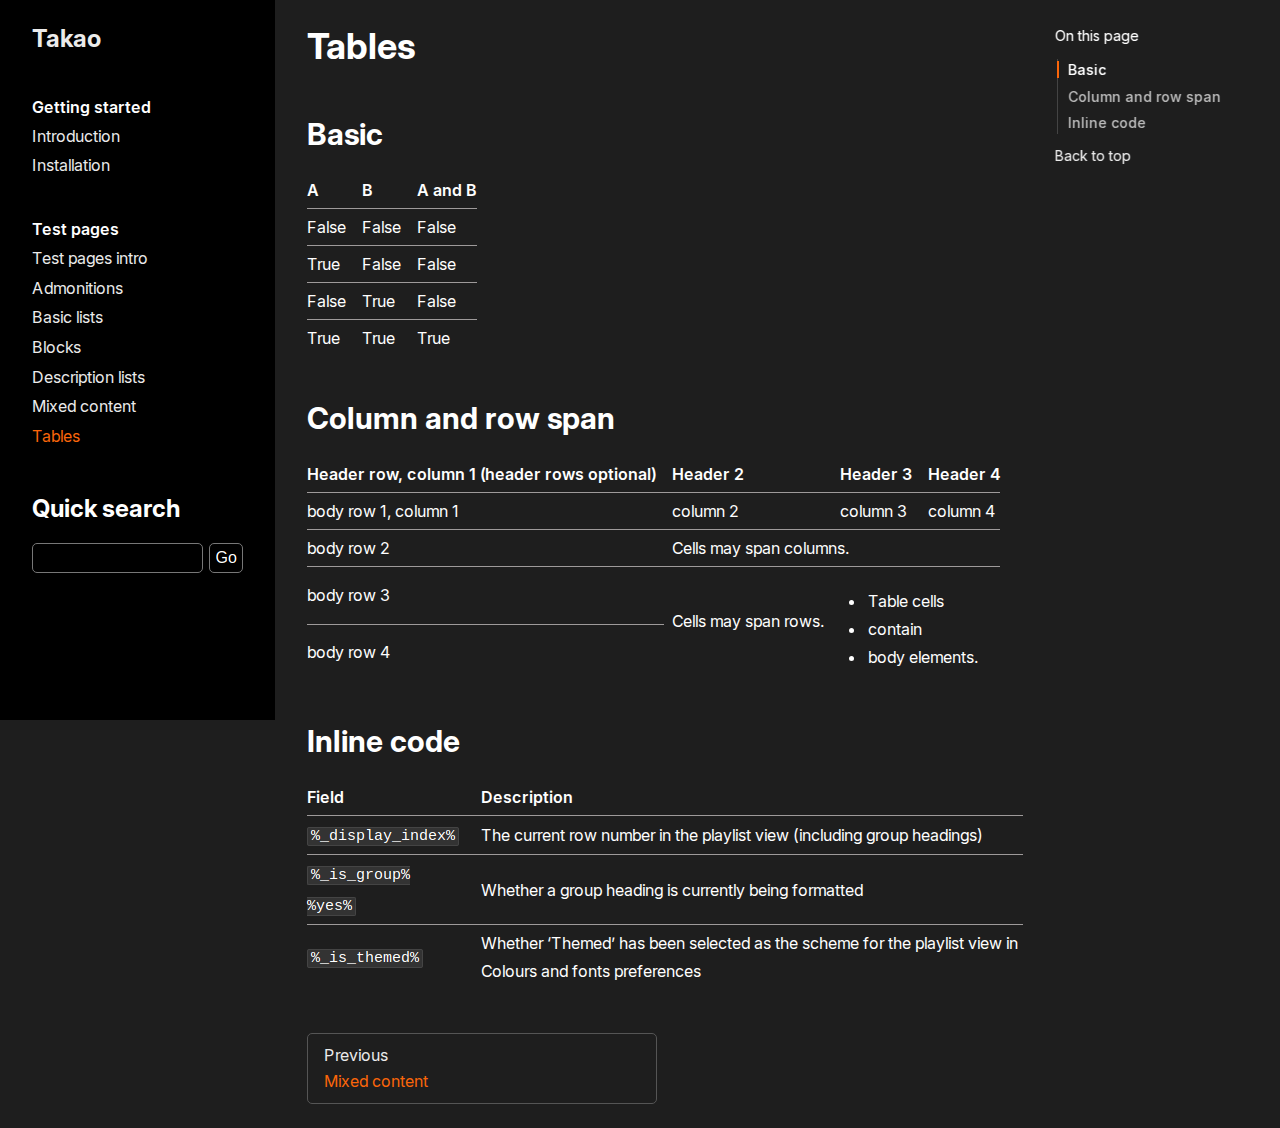 Takao
Getting started
Introduction
Installation
Test pages
Test pages intro
Admonitions
Basic lists
Blocks
Description lists
Mixed content
Tables
Quick search
Go
Tables
Basic
A B A and B
False False False
True False False
False True False
True True True
Column and row span
Header row, column 1 (header rows optional) Header 2 Header 3 Header 4
body row 1, column 1 column 2 column 3 column 4
body row 2 Cells may span columns.
body row 3
Cells may span rows.
• Table cells
• contain
• body elements.
body row 4
Inline code
Field Description
%_display_index% The current row number in the playlist view (including group headings)
%_is_group%
%yes%
Whether a group heading is currently being formatted
%_is_themed%
Whether ‘Themed’ has been selected as the scheme for the playlist view in
Colours and fonts preferences
Previous
Mixed content
On this page
Basic
Column and row span
Inline code
Back to top